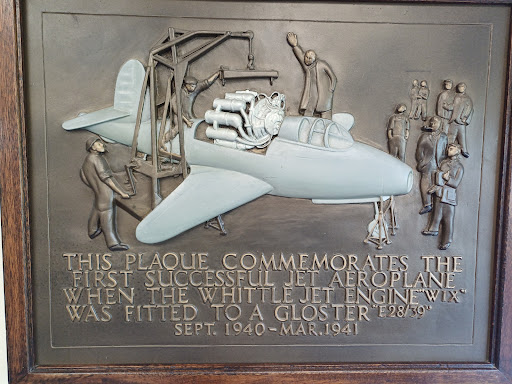 THIS PLAQUE COMMEMORATES THE
FIRST SUCCESSFUL JET AEROPLANE
WHEN THE WHITTLE JET ENGINE "W1X"
WAS FITTED TO A GLOSTER "E28/39"
SEPT. 1940-MAR. 1941